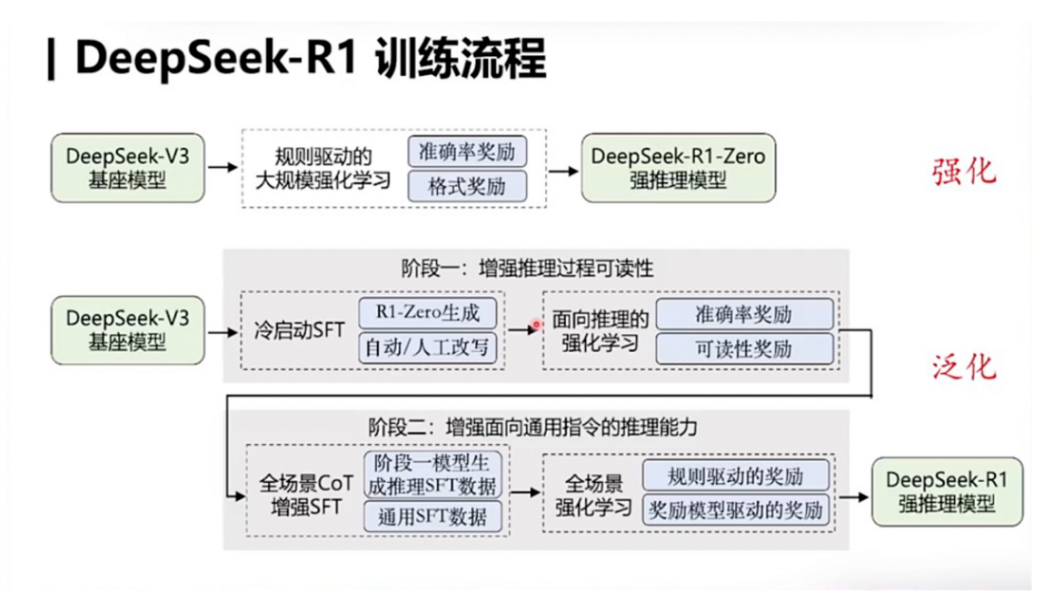 | DeepSeek-R1 训练流程
DeepSeek-V3
基座模型
规则驱动的
大规模强化学习
准确率奖励
格式奖励
DeepSeek-R1-Zero
强推理模型
强化
阶段一：增强推理过程可读性
DeepSeek-V3
基座模型
冷启动SFT
R1-Zero生成
自动/人工改写
面向推理的
强化学习
准确率奖励
可读性奖励
泛化
阶段二：增强面向通用指令的推理能力
全场景CoT
增强SFT
阶段一模型生
成推理SFT数据
通用SFT数据
全场景
强化学习
规则驱动的奖励
奖励模型驱动的奖励
DeepSeek-R1
强推理模型